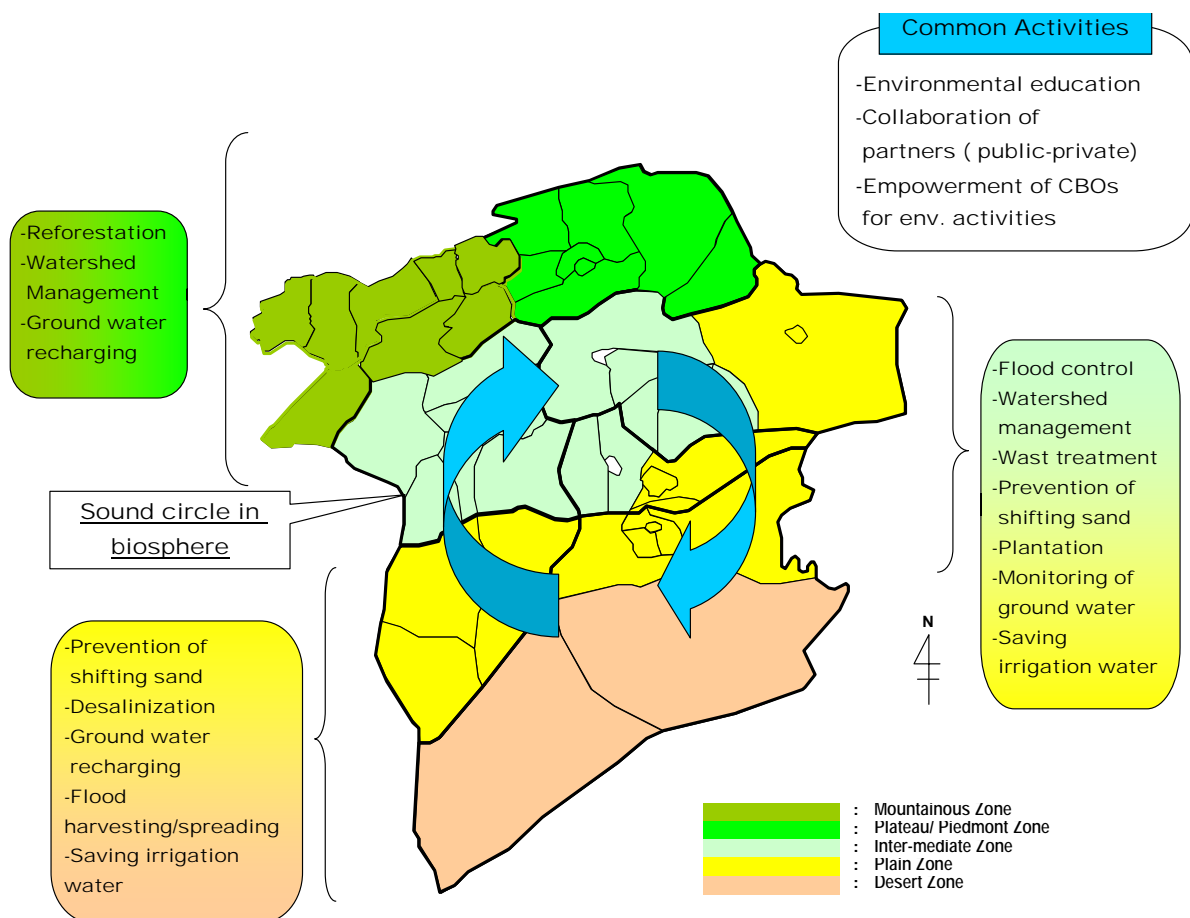 Common Activities
-Environmental education
-Collaboration of
partners ( public-private)
-Empowerment of CBOs
for env. activities
-Reforestation
-Watershed
Management
-Ground water
recharging
-Flood control
-Watershed
management
-Wast treatment
-Prevention of
shifting sand
-Plantation
-Monitoring of
ground water
-Saving
irrigation water
Sound circle in
biosphere
-Prevention of
shifting sand
-Desalinization
-Ground water
recharging
-Flood
harvesting/spreading
-Saving irrigation
water
N
: Mountainous Zone
: Plateau/ Piedmont Zone
: Inter-mediate Zone
: Plain Zone
: Desert Zone